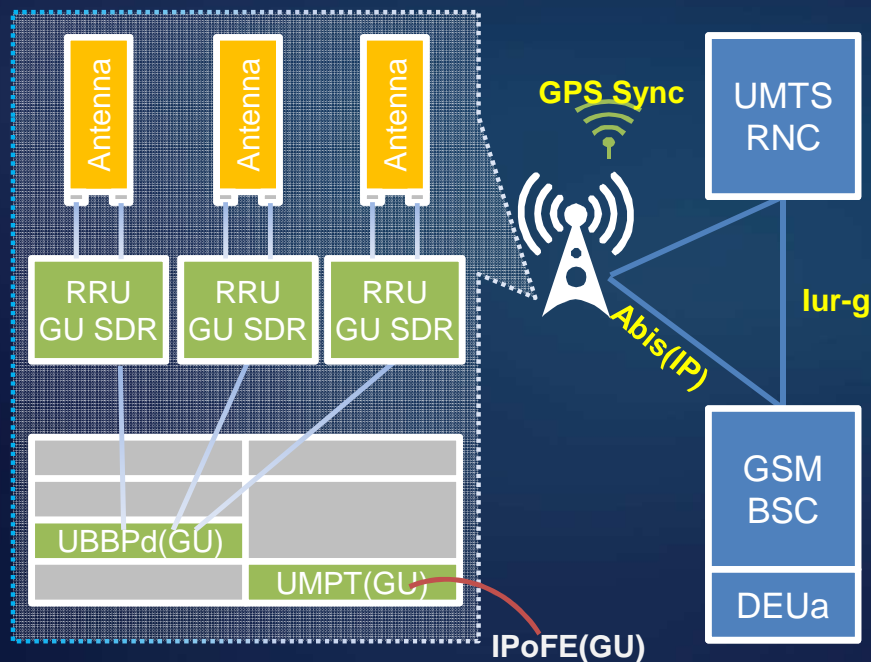 Antenna
Antenna
Antenna
RRU
GU SDR
RRU
GU SDR
RRU
GU SDR
UBBPd(GU)
UMPT(GU)
IPoFE(GU)
GPS Sync
Abis(IP)
UMTS
RNC
Iur-g
GSM
BSC
DEUa